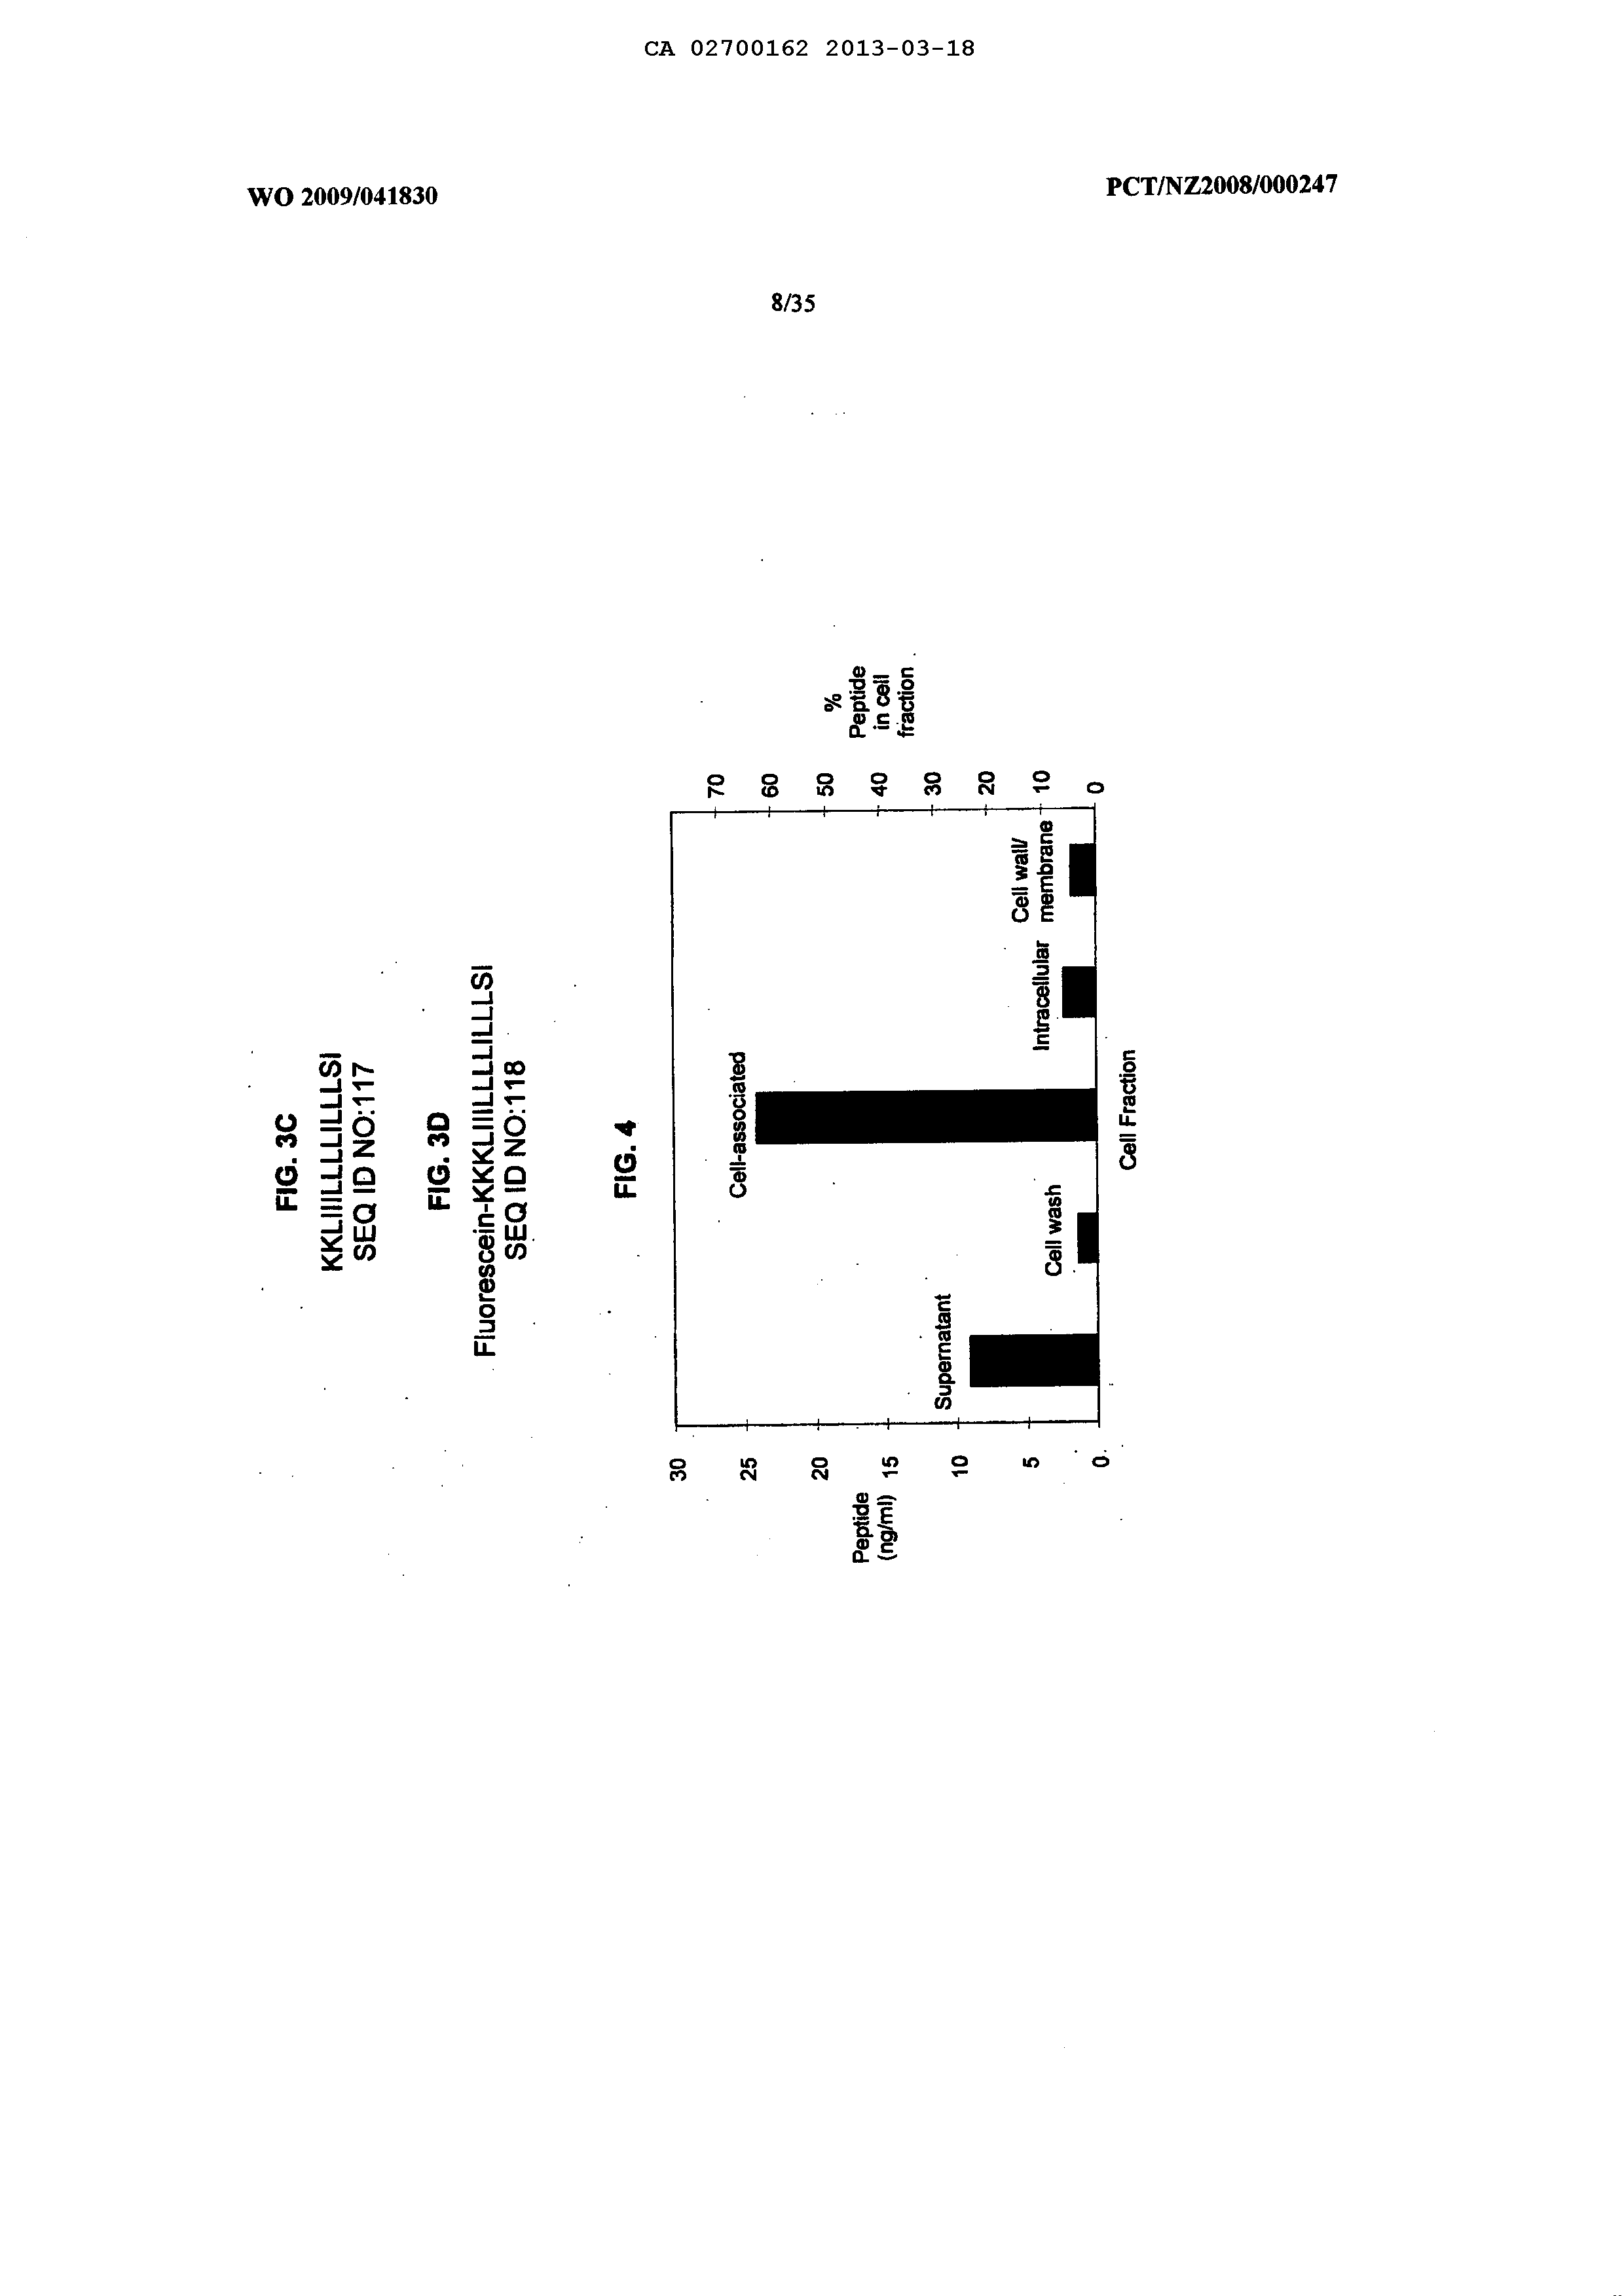 CA 02700162 2013-03-18
WO 2009/041830
PCT/NZ2008/000247
8/35
FIG. 3C
KKLIIILLLLILLLSI
SEQ ID NO:117
FIG. 3D
Fluorescein-KKKLIIILLLLILLLSI
SEQ ID NO:118
FIG. 4
Peptide
(ng/ml)
30
25
20
15
10
5
0
Supernatant
Cell wash
Cell-associated
Intracellular
Cell wall/
membrane
70
60
50
40
30
20
10
0
%
Peptide
in cell
fraction
Cell Fraction